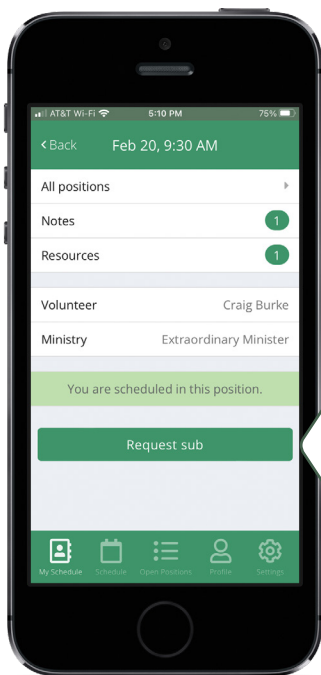 AT&T Wi-Fi 5:10 PM 75%
Back Feb 20, 9:30 AM
All positions
Notes 1
Resources 1
Volunteer Craig Burke
Ministry Extraordinary Minister
You are scheduled in this position.
Request sub
My Schedule Schedule Open Positions Profile Settings